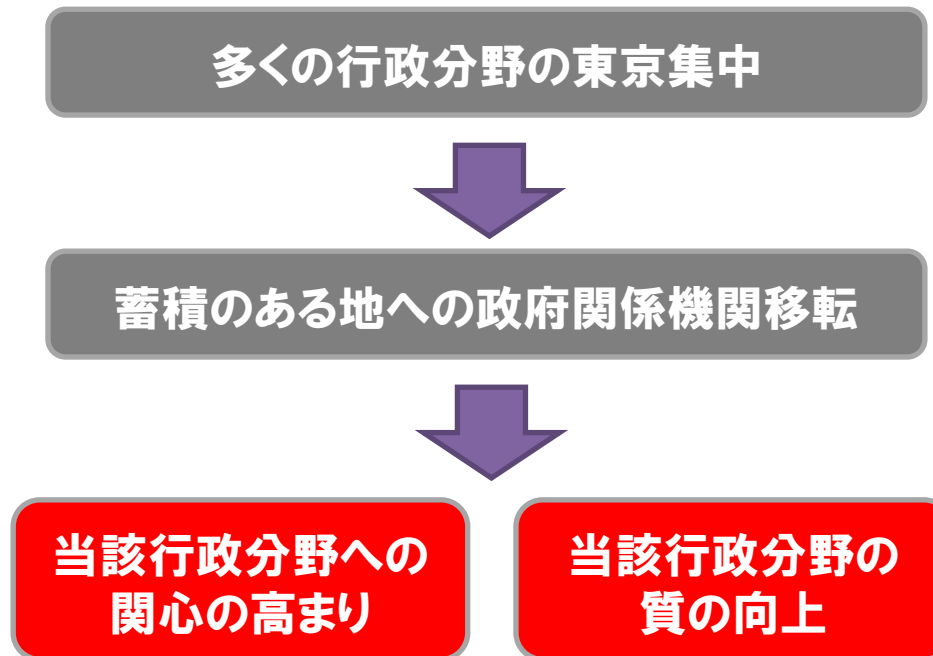 多くの行政分野の東京集中
蓄積のある地への政府関係機関移転
当該行政分野への
関心の高まり
当該行政分野の
質の向上